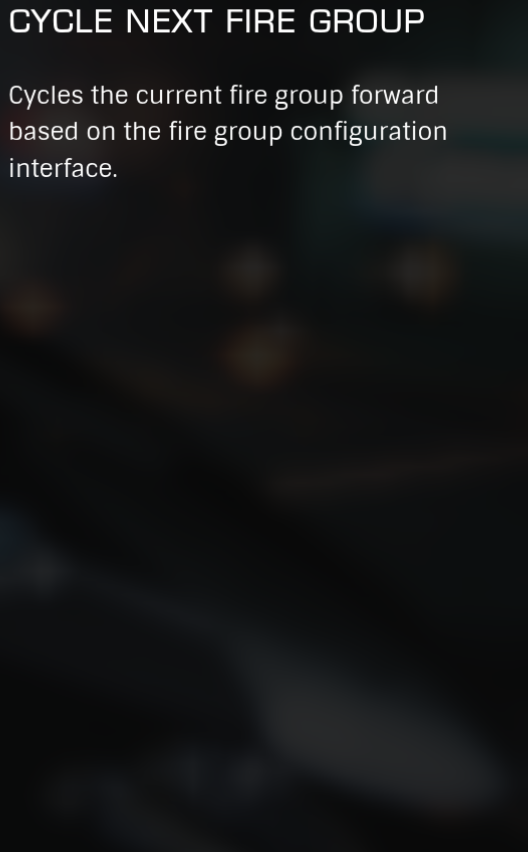 CYCLE NEXT FIRE GROUP
Cycles the current fire group forward
based on the fire group configuration
interface.